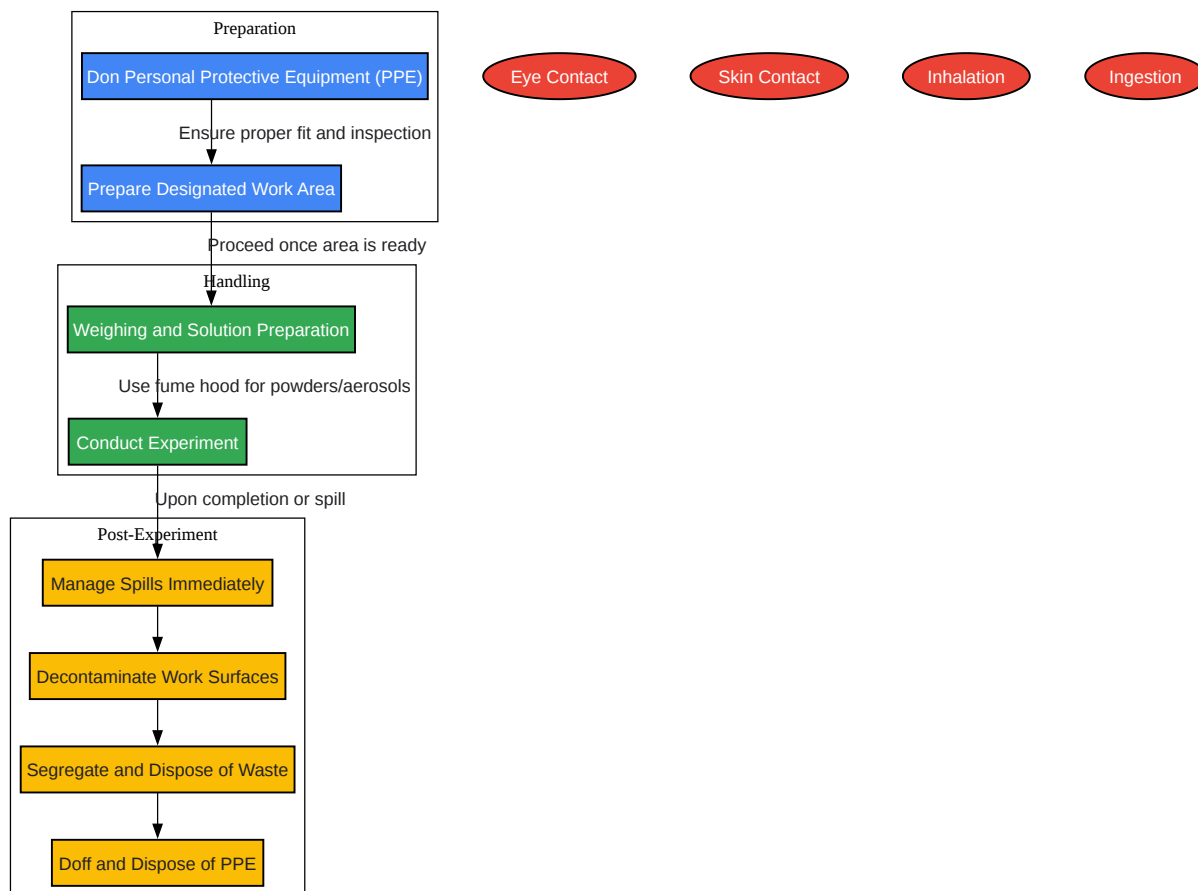 Preparation
Don Personal Protective Equipment (PPE)
Eye Contact
Skin Contact
Inhalation
Ingestion
Ensure proper fit and inspection
Prepare Designated Work Area
Proceed once area is ready
Handling
Weighing and Solution Preparation
Use fume hood for powders/aerosols
Conduct Experiment
Upon completion or spill
Post-Experiment
Manage Spills Immediately
Decontaminate Work Surfaces
Segregate and Dispose of Waste
Doff and Dispose of PPE